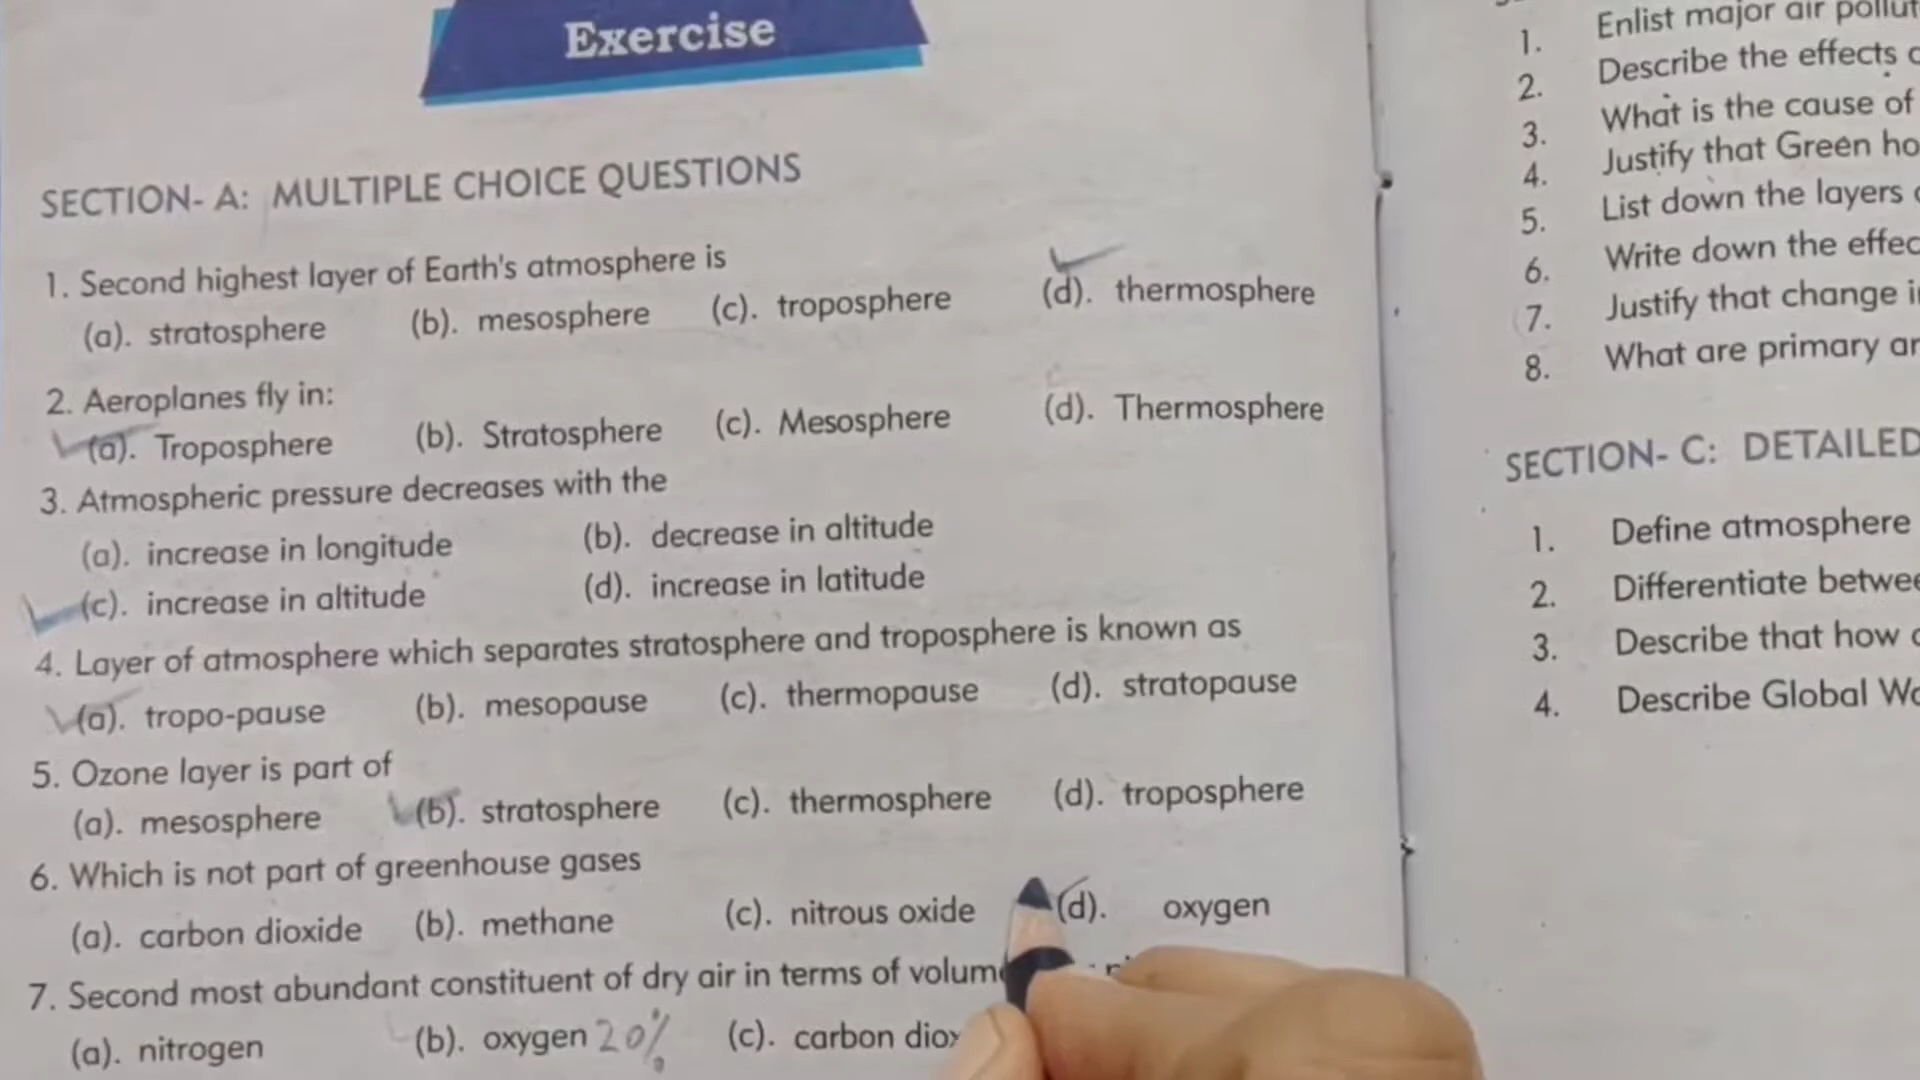 Exercise
SECTION- A: MULTIPLE CHOICE QUESTIONS
1. Second highest layer of Earth's atmosphere is
(a). stratosphere (b). mesosphere (c). troposphere (d). thermosphere
2. Aeroplanes fly in:
(a). Troposphere (b). Stratosphere (c). Mesosphere (d). Thermosphere
3. Atmospheric pressure decreases with the
(a). increase in longitude (b). decrease in altitude
(c). increase in altitude (d). increase in latitude
4. Layer of atmosphere which separates stratosphere and troposphere is known as
(a). tropo-pause (b). mesopause (c). thermopause (d). stratopause
5. Ozone layer is part of
(a). mesosphere (b). stratosphere (c). thermosphere (d). troposphere
6. Which is not part of greenhouse gases
(a). carbon dioxide (b). methane (c). nitrous oxide (d). oxygen
7. Second most abundant constituent of dry air in terms of
(a). nitrogen (b). oxygen 20% (c). carbon
1. Enlist major air
2. Describe the effects
3. What is the cause of
4. Justify that Green
5. List down the layers
6. Write down the
7. Justify that change
8. What are primary
SECTION- C: DETAILED
1. Define atmosphere
2. Differentiate
3. Describe that how
4. Describe Global